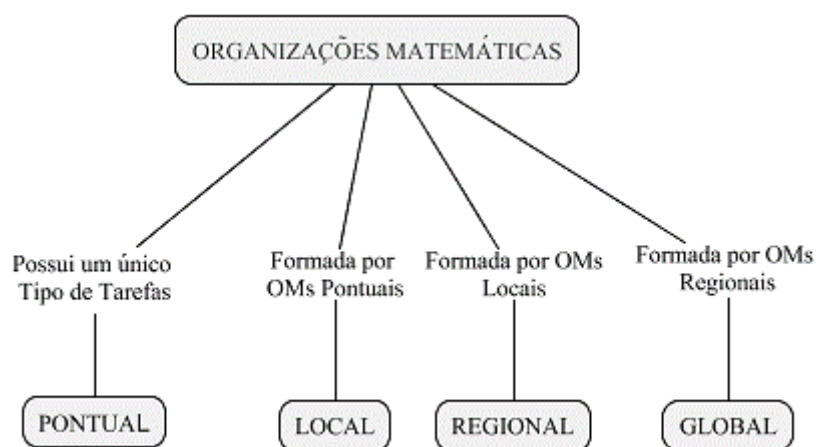 ORGANIZAÇÕES MATEMÁTICAS
Possui um único
Tipo de Tarefas
Formada por
OMs Pontuais
Formada por OMs
Locais
Formada por OMs
Regionais
PONTUAL
LOCAL
REGIONAL
GLOBAL